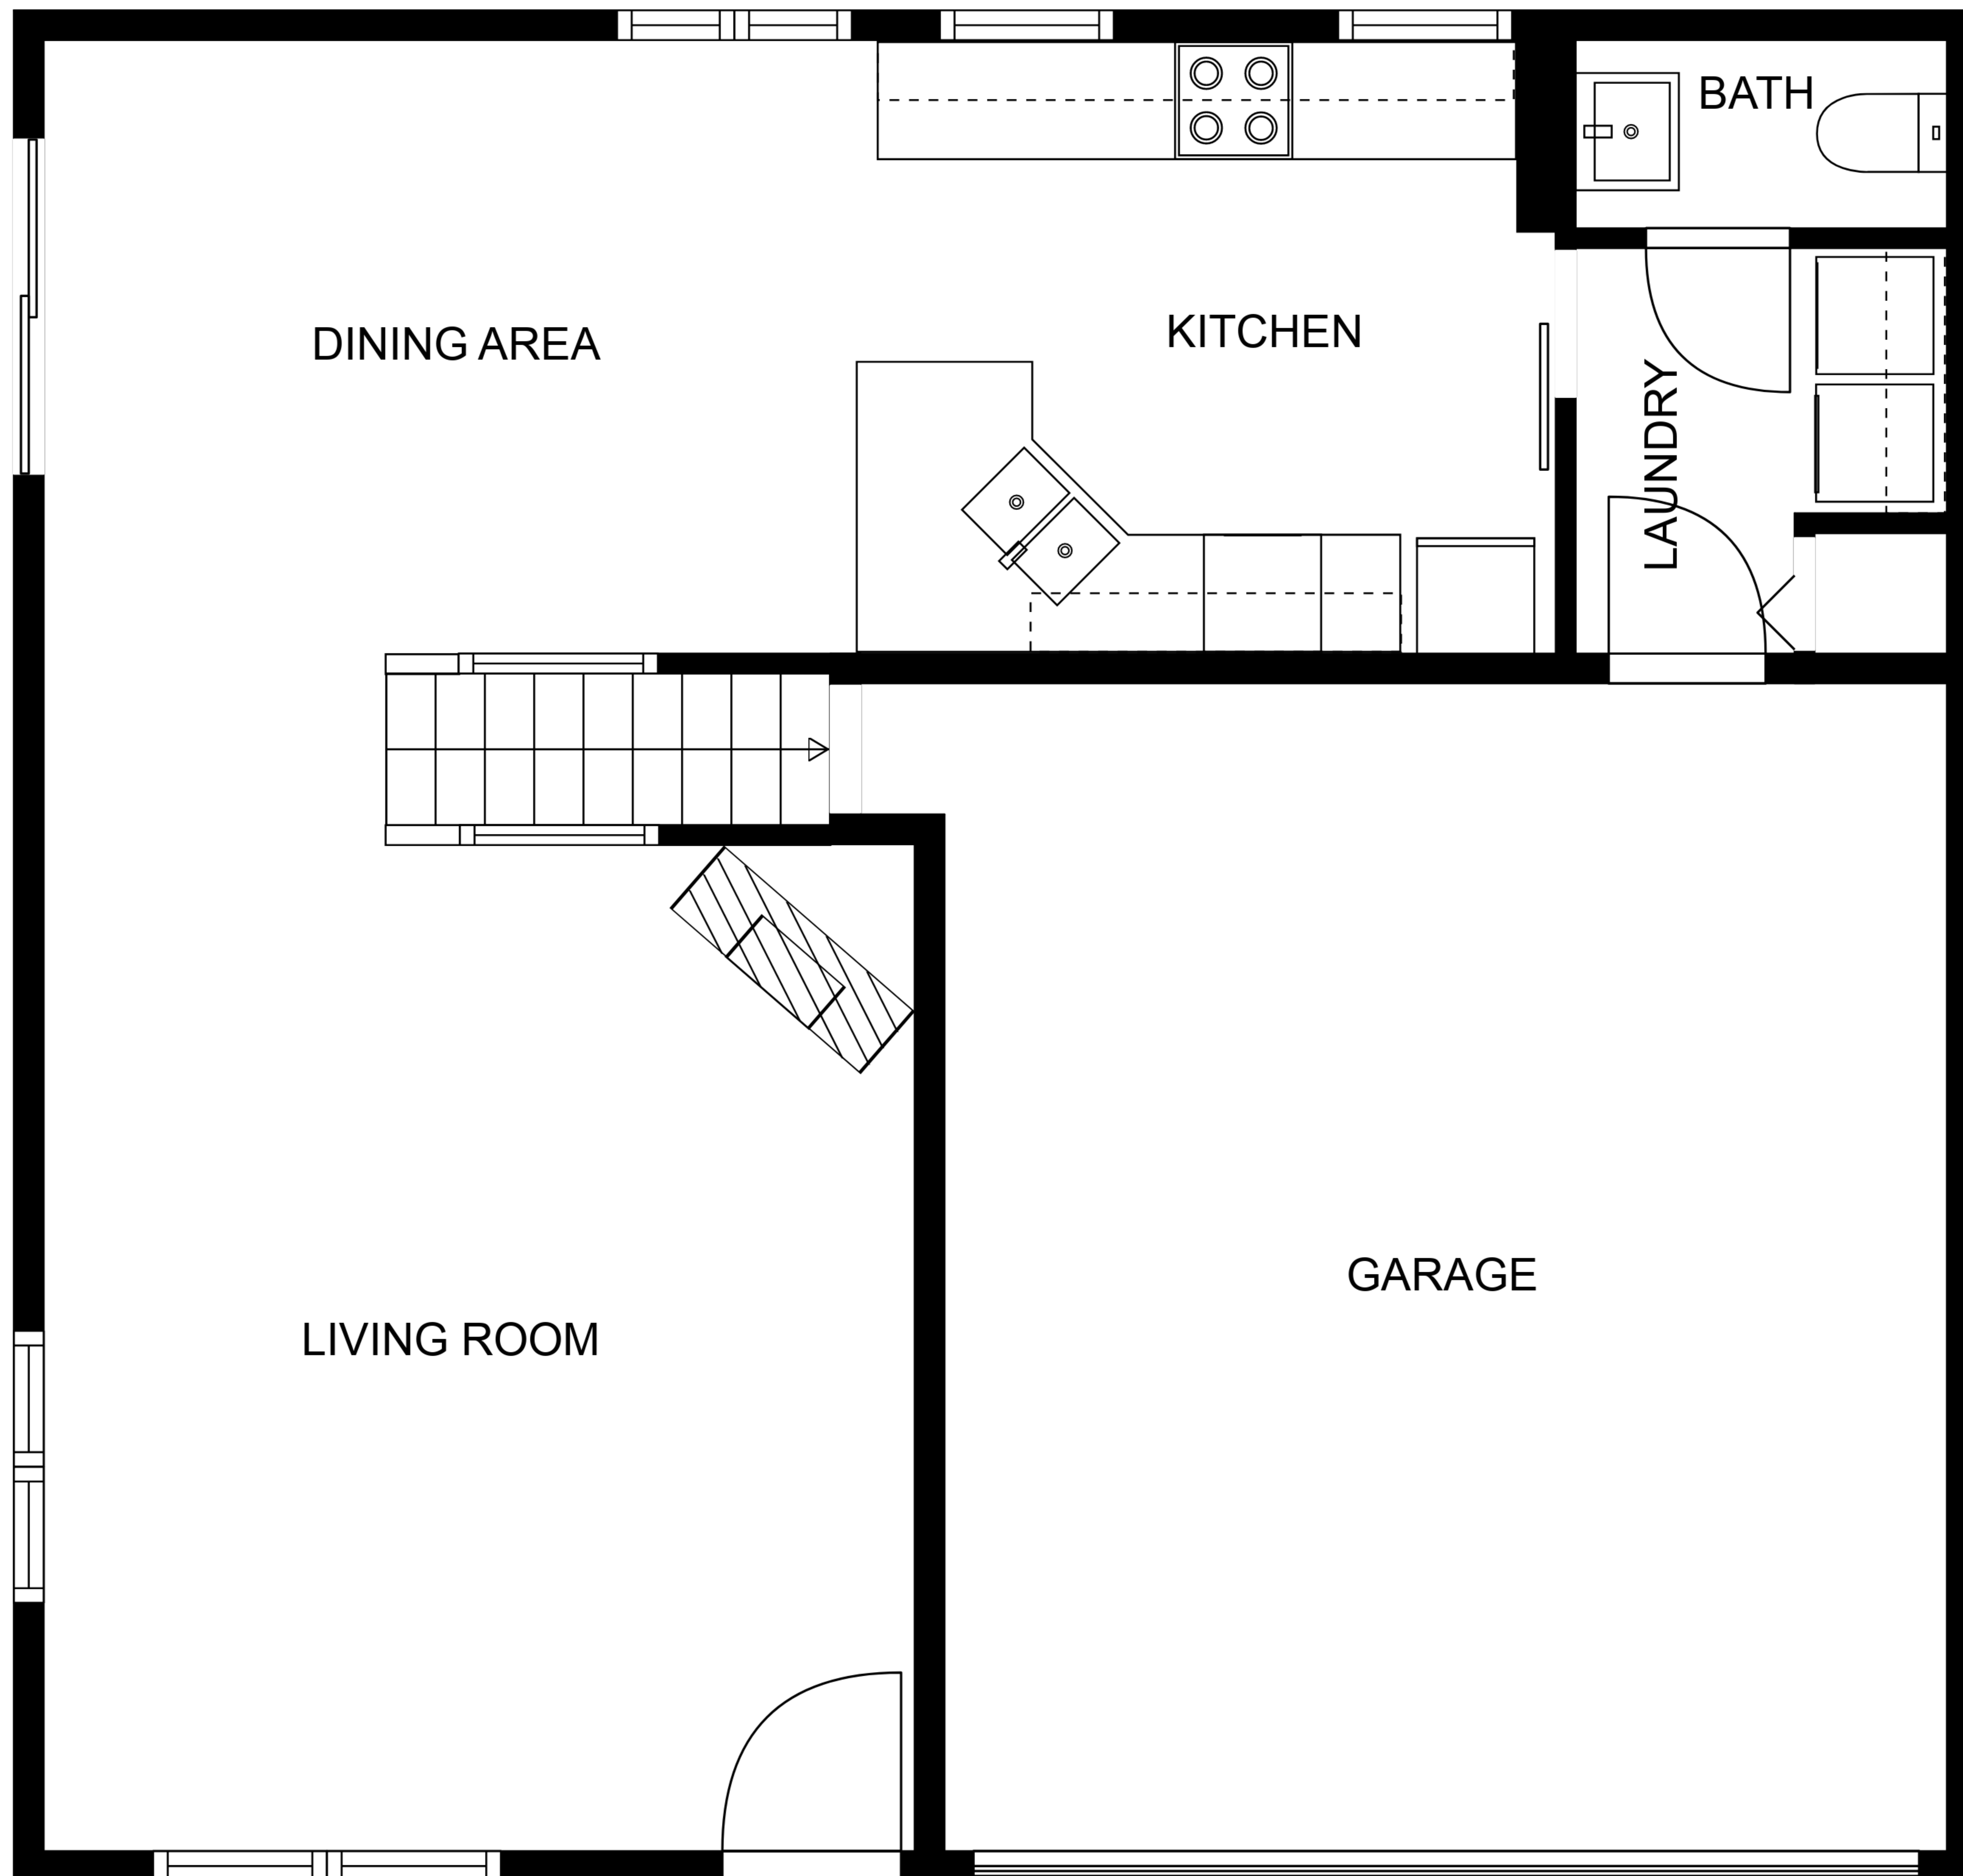 BATH
DINING AREA
KITCHEN
LAUNDRY
GARAGE
LIVING ROOM